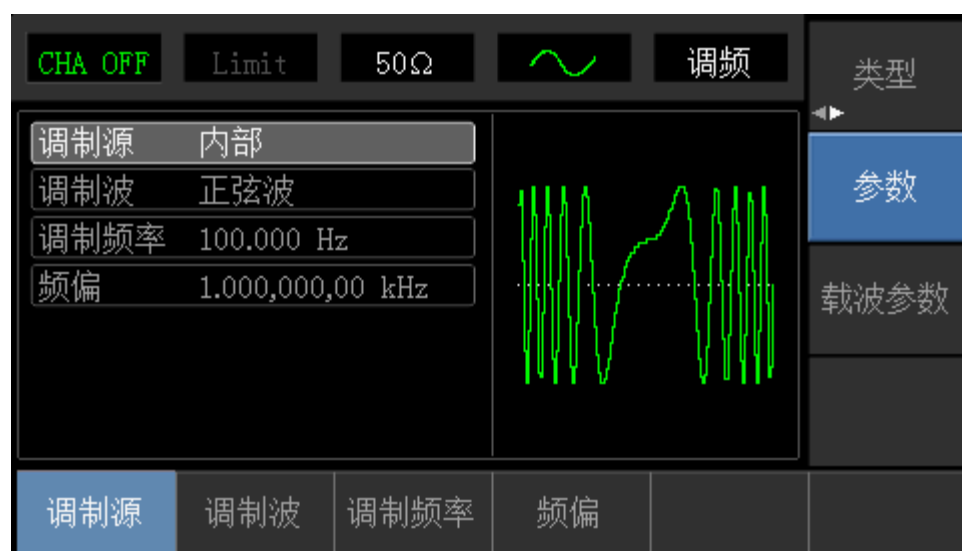 CHA OFF Limit 50Ω 调频
类型
调制源 内部
调制波 正弦波
调制频率 100.000 Hz
频偏 1.000,000,00 kHz
参数
载波参数
调制源 调制波 调制频率 频偏